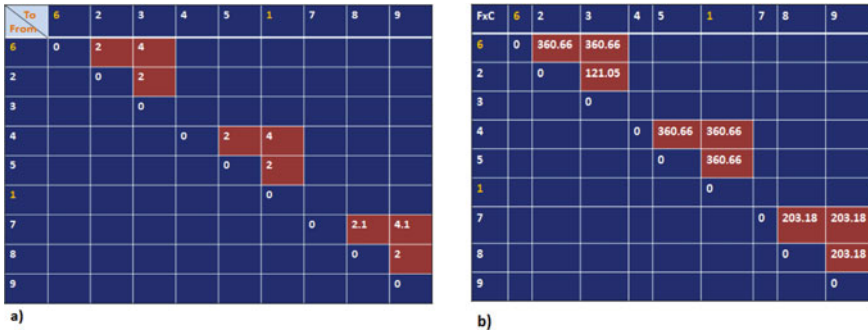 To
From
6 2 3 4 5 1 7 8 9
6 0 2 4
2 0 2
3 0
4 0 2 4
5 0 2
1 0
7 0 2.1 4.1
8 0 2
9 0
a)
FxC 6 2 3 4 5 1 7 8 9
6 0 360.66 360.66
2 0 121.05
3 0
4 0 360.66 360.66
5 0 360.66
1 0
7 0 203.18 203.18
8 0 203.18
9 0
b)